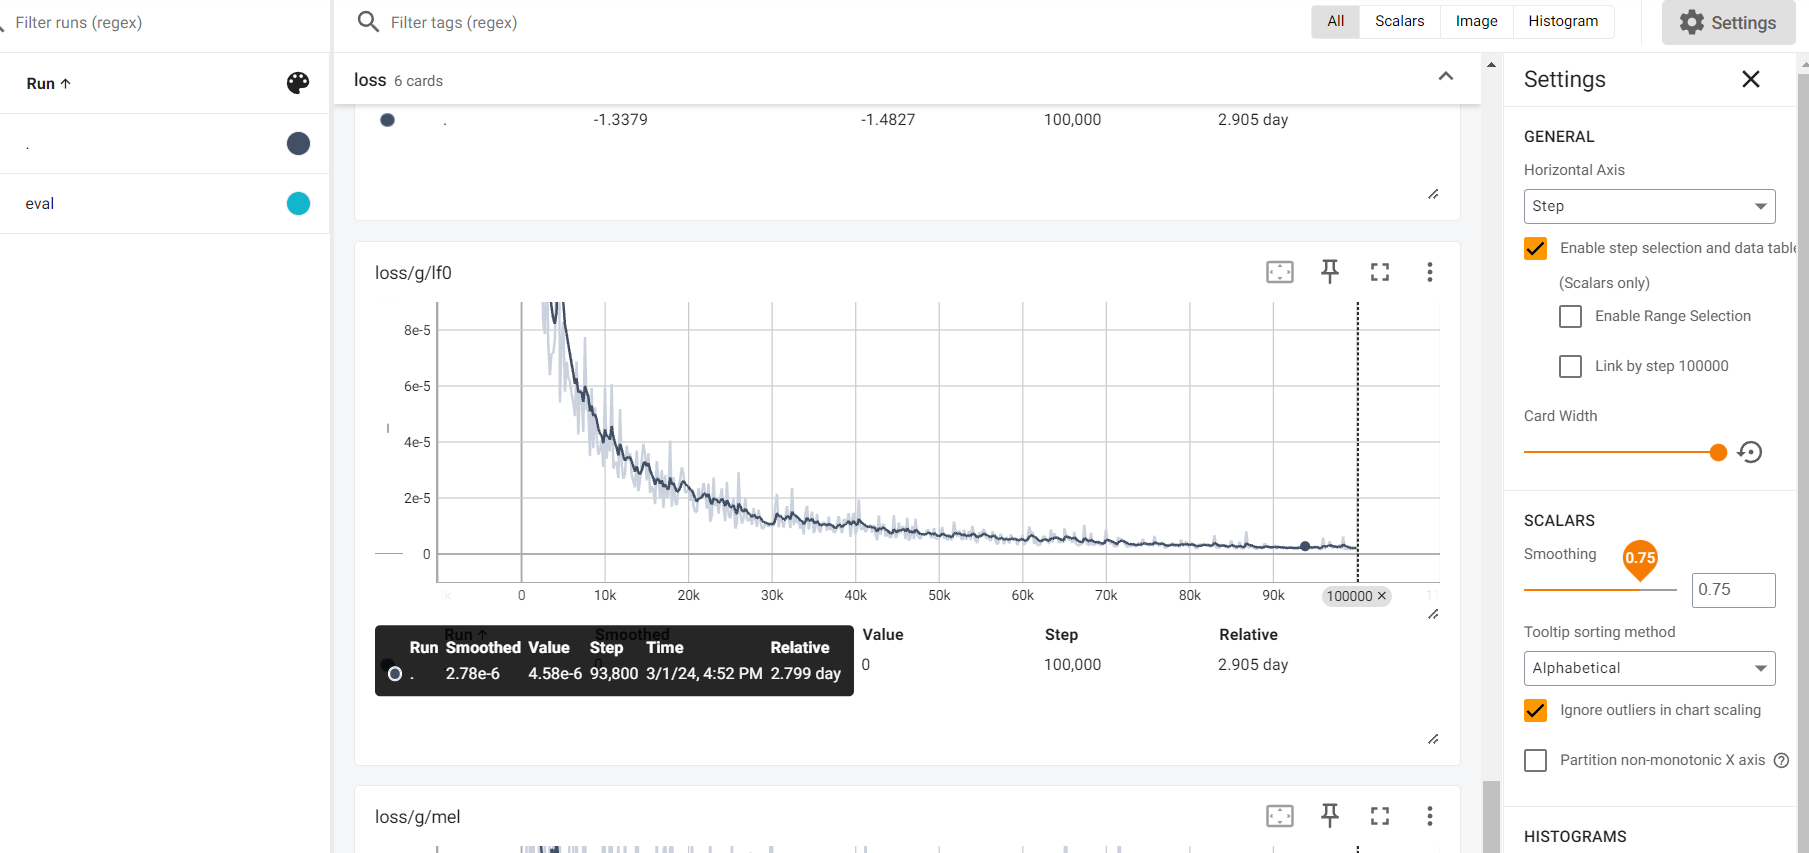 Filter runs (regex)
Filter tags (regex)
All
Scalars
Image
Histogram
Settings
Run ↑
.
eval
loss 6 cards
. -1.3379 -1.4827 100,000 2.905 day
loss/g/lf0
8e-5
6e-5
4e-5
2e-5
0
0 10k 20k 30k 40k 50k 60k 70k 80k 90k 100000 ×
Run ↑ Smoothed Value Step Relative
0 0 100,000 2.905 day
Run Smoothed Value Step Time Relative
. 2.78e-6 4.58e-6 93,800 3/1/24, 4:52 PM 2.799 day
loss/g/mel
Settings
GENERAL
Horizontal Axis
Step
Enable step selection and data table
(Scalars only)
Enable Range Selection
Link by step 100000
Card Width
SCALARS
Smoothing
0.75
0.75
Tooltip sorting method
Alphabetical
Ignore outliers in chart scaling
Partition non-monotonic X axis
HISTOGRAMS